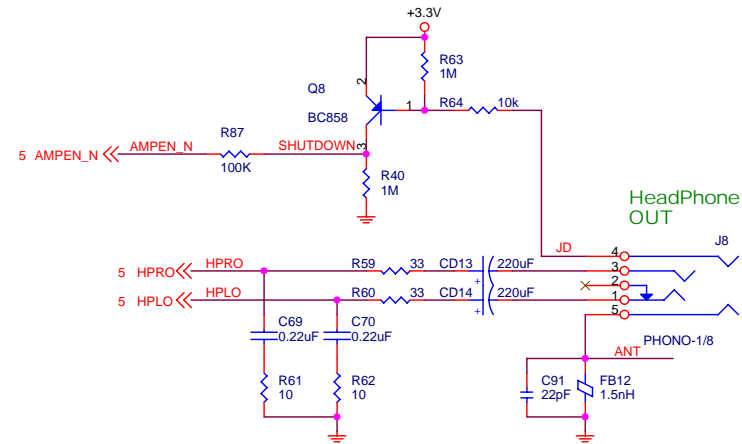 +3.3V
R63
1M
2
Q8
BC858
1
R64
10k
3
R87
100K
5 AMPEN_N
AMPEN_N
SHUTDOWN
R40
1M
HeadPhone
OUT
J8
JD
4
5 HPRO
HPRO
R59
33
CD13
220uF
3
2
5 HPLO
HPLO
R60
33
CD14
220uF
1
+
+
5
C69
0.22uF
C70
0.22uF
PHONO-1/8
ANT
R61
10
R62
10
C91
22pF
FB12
1.5nH